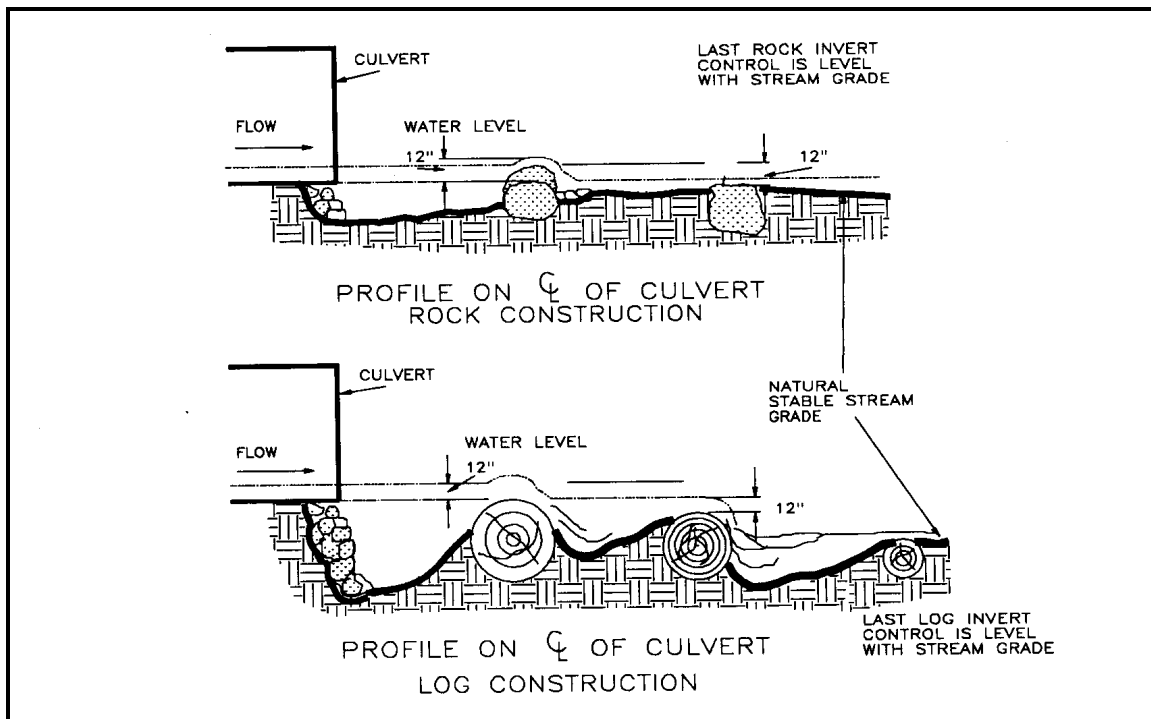 CULVERT
LAST ROCK INVERT
CONTROL IS LEVEL
WITH STREAM GRADE
FLOW
WATER LEVEL
12"
12"
PROFILE ON ℄ OF CULVERT
ROCK CONSTRUCTION
CULVERT
NATURAL
STABLE STREAM
GRADE
FLOW
WATER LEVEL
12"
12"
LAST LOG INVERT
CONTROL IS LEVEL
WITH STREAM GRADE
PROFILE ON ℄ OF CULVERT
LOG CONSTRUCTION